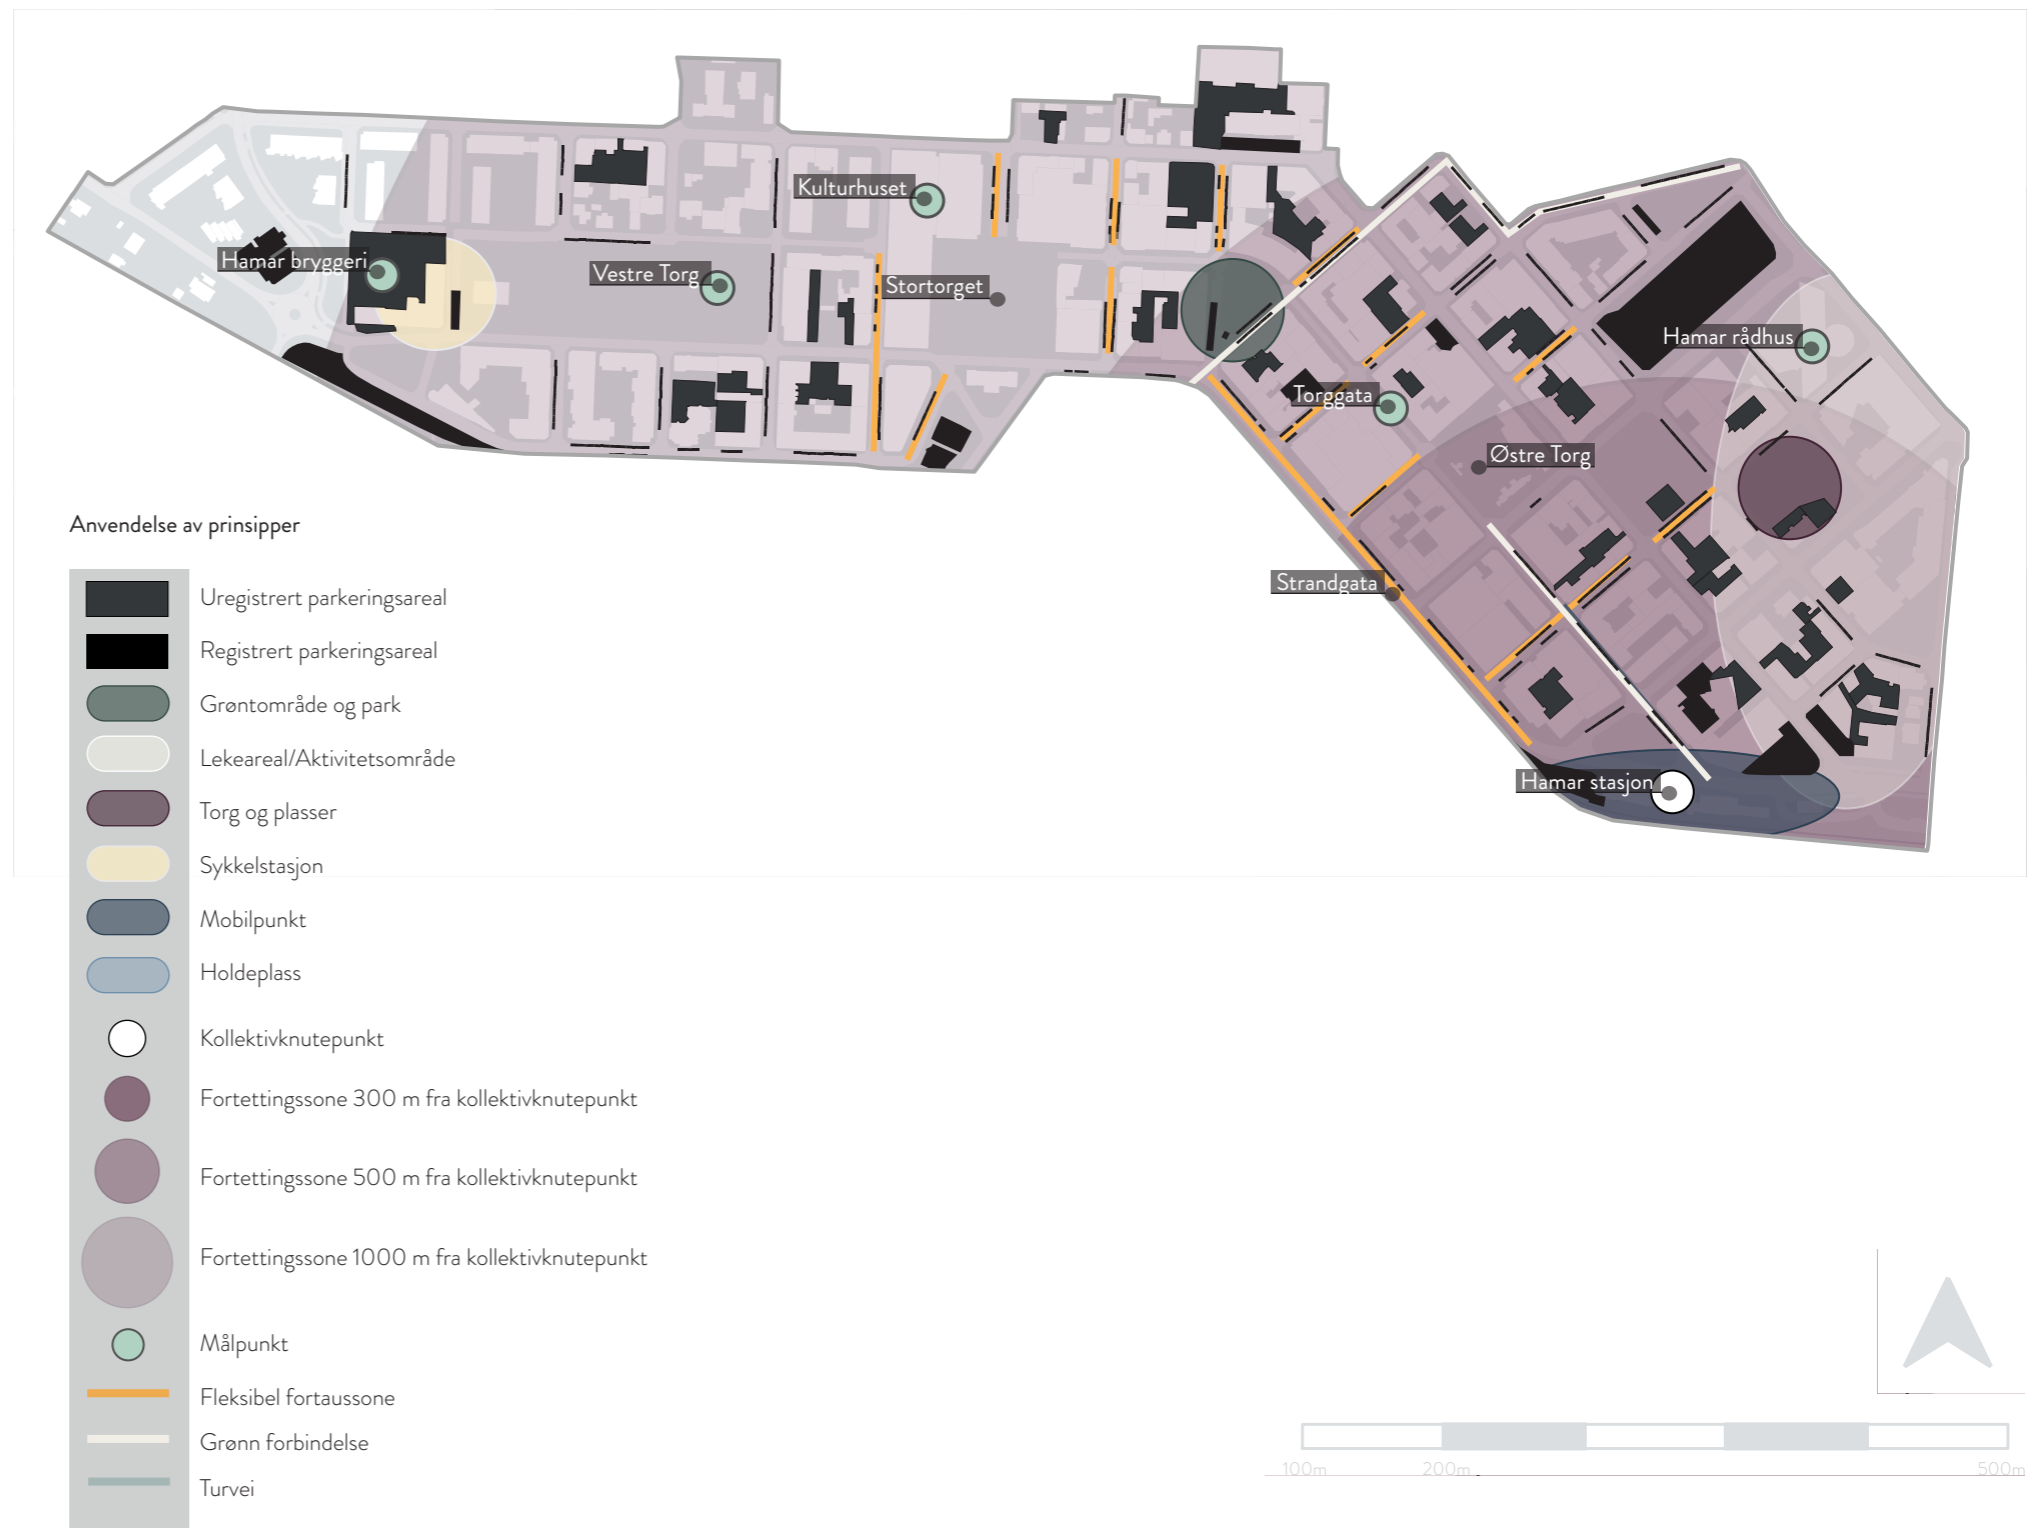 Kulturhuset
Hamar bryggeri
Vestre Torg
Stortorget
Hamar rådhus
Torggata
Østre Torg
Strandgata
Hamar stasjon
Anvendelse av prinsipper
Uregistrert parkeringsareal
Registrert parkeringsareal
Grøntområde og park
Lekeareal/Aktivitetsområde
Torg og plasser
Sykkelstasjon
Mobilpunkt
Holdeplass
Kollektivknutepunkt
Fortettingssone 300 m fra kollektivknutepunkt
Fortettingssone 500 m fra kollektivknutepunkt
Fortettingssone 1000 m fra kollektivknutepunkt
Målpunkt
Fleksibel fortaussone
Grønn forbindelse
Turvei
100m 200m 500m